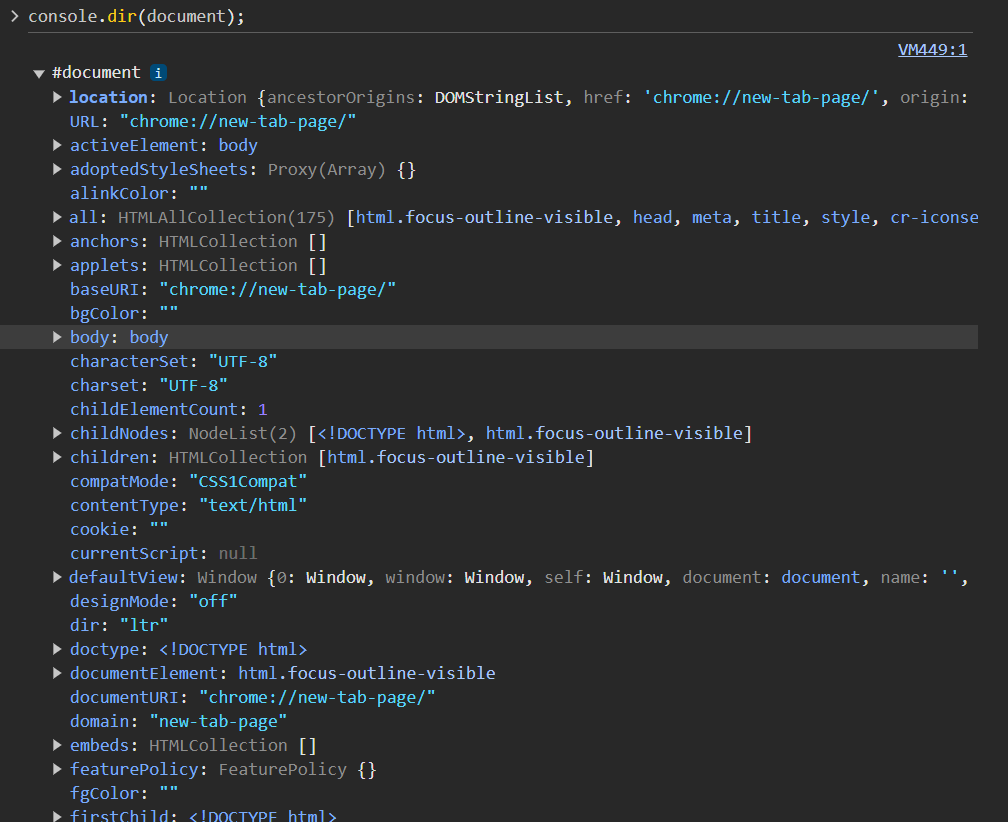 > console.dir(document);
VM449:1
▼ #document i
▶ location: Location {ancestorOrigins: DOMStringList, href: 'chrome://new-tab-page/', origin:
URL: "chrome://new-tab-page/"
▶ activeElement: body
▶ adoptedStyleSheets: Proxy(Array) {}
alinkColor: ""
▶ all: HTMLAllCollection(175) [html.focus-outline-visible, head, meta, title, style, cr-iconse
▶ anchors: HTMLCollection []
▶ applets: HTMLCollection []
baseURI: "chrome://new-tab-page/"
bgColor: ""
▶ body: body
characterSet: "UTF-8"
charset: "UTF-8"
childElementCount: 1
▶ childNodes: NodeList(2) [<!DOCTYPE html>, html.focus-outline-visible]
▶ children: HTMLCollection [html.focus-outline-visible]
compatMode: "CSS1Compat"
contentType: "text/html"
cookie: ""
currentScript: null
▶ defaultView: Window {0: Window, window: Window, self: Window, document: document, name: '',
designMode: "off"
dir: "ltr"
▶ doctype: <!DOCTYPE html>
▶ documentElement: html.focus-outline-visible
documentURI: "chrome://new-tab-page/"
domain: "new-tab-page"
▶ embeds: HTMLCollection []
▶ featurePolicy: FeaturePolicy {}
fgColor: ""
▶ firstChild: <!DOCTYPE html>